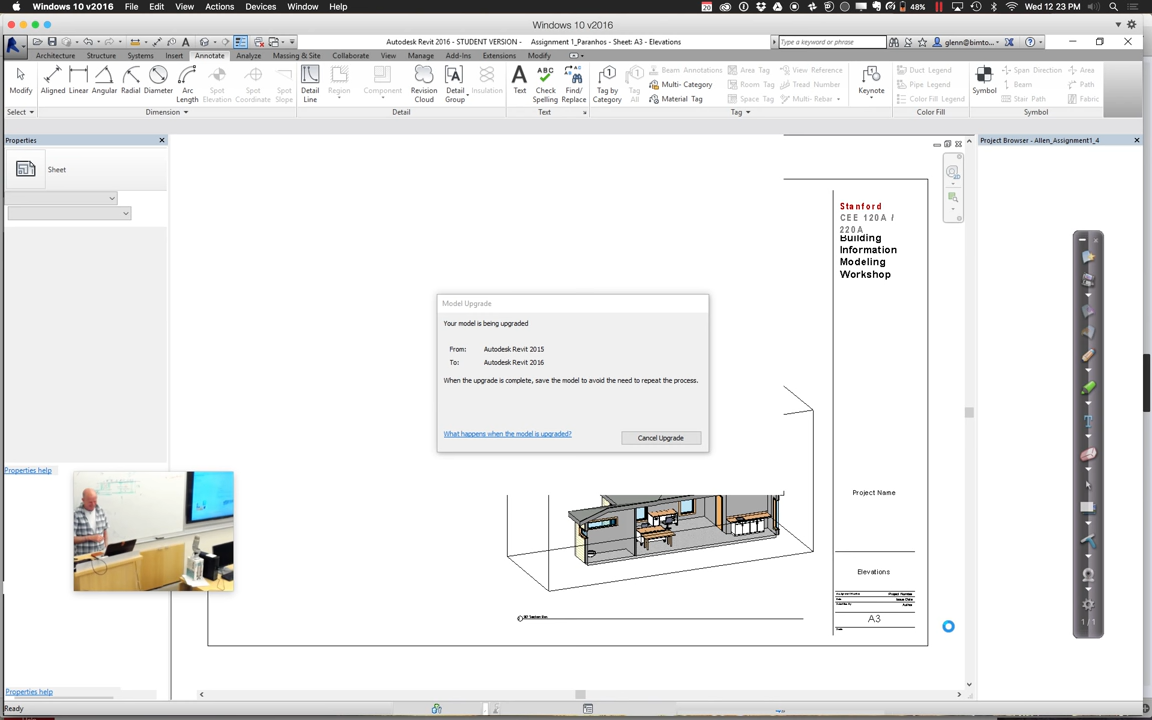 Windows 10 v2016 File Edit View Actions Devices Window Help
20 48% Wed 12 23 PM
Windows 10 v2016
Autodesk Revit 2016 - STUDENT VERSION - Assignment 1_Paranhos - Sheet: A3 - Elevations
Type a keyword or phrase
glenn@bimto...
Architecture Structure Systems Insert Annotate Analyze Massing & Site Collaborate View Manage Add-Ins Extensions Modify
Modify
Aligned Linear Angular Radial Diameter Arc Length Spot Elevation Spot Coordinate Spot Slope
Detail Line Region Component Revision Cloud Detail Group Insulation
Text Check Spelling Find/ Replace
Tag by Category Tag All Beam Annotations Multi- Category Material Tag Area Tag Room Tag Space Tag View Reference Tread Number Multi- Rebar
Keynote
Duct Legend Pipe Legend Color Fill Legend
Symbol Span Direction Beam Stair Path Area Path Fabric
Select Dimension Detail Text Tag Color Fill Symbol
Properties
Project Browser - Allen_Assignment1_4
Sheet
Stanford
CEE 120A /
220A
Building
Information
Modeling
Workshop
Model Upgrade
Your model is being upgraded
From: Autodesk Revit 2015
To: Autodesk Revit 2016
When the upgrade is complete, save the model to avoid the need to repeat the process.
What happens when the model is upgraded?
Cancel Upgrade
Properties help
Project Name
Elevations
A3
1 / 1
Properties help
Ready